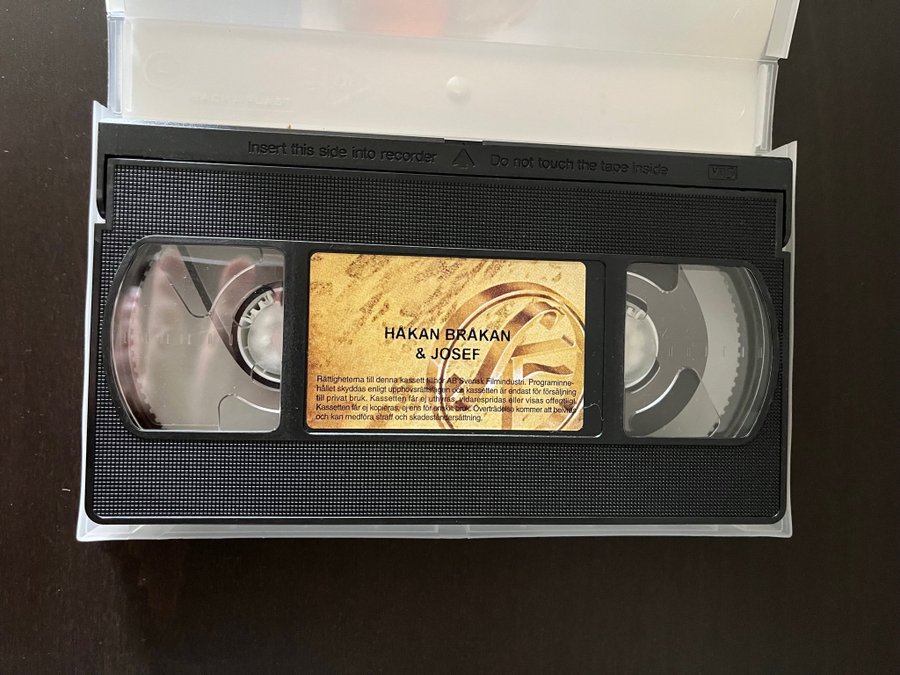 Insert this side into recorder Do not touch the tape inside VHS
HÅKAN BRÅKAN
& JOSEF
Rättigheterna till denna kassett tillhör AB Svensk Filmindustri. Programinne-
hållet skyddas enligt upphovsrättslagen och kassetten är endast för försäljning
till privat bruk. Kassetten får ej uthyras, vidarespridas eller visas offegtligt.
Kassetten får ej kopieras, ej ens för enskilt bruk. Överträdelse kommer att beivras
och kan medföra straff och skadeståndsersättning.